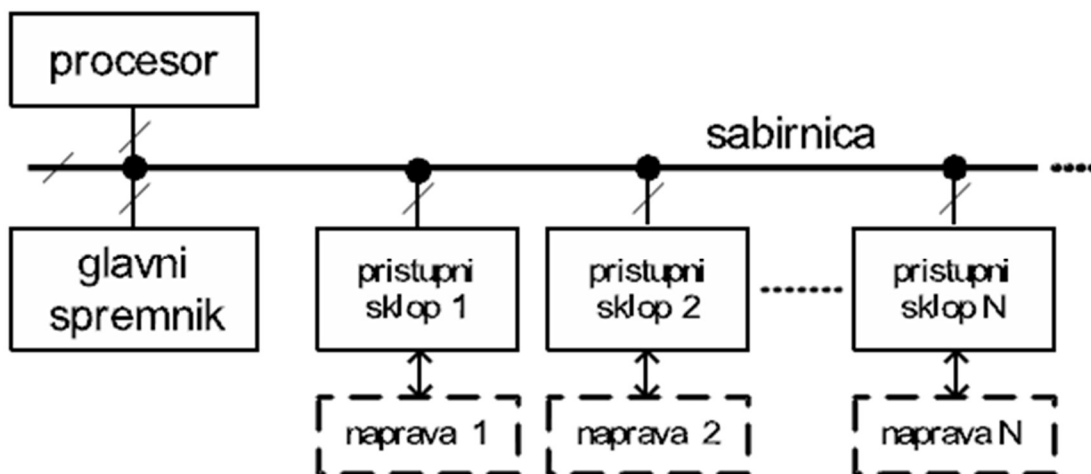 procesor
sabirnica
glavni
spremnik
pristupni
sklop 1
pristupni
sklop 2
pristupni
sklop N
naprava 1
naprava 2
naprava N